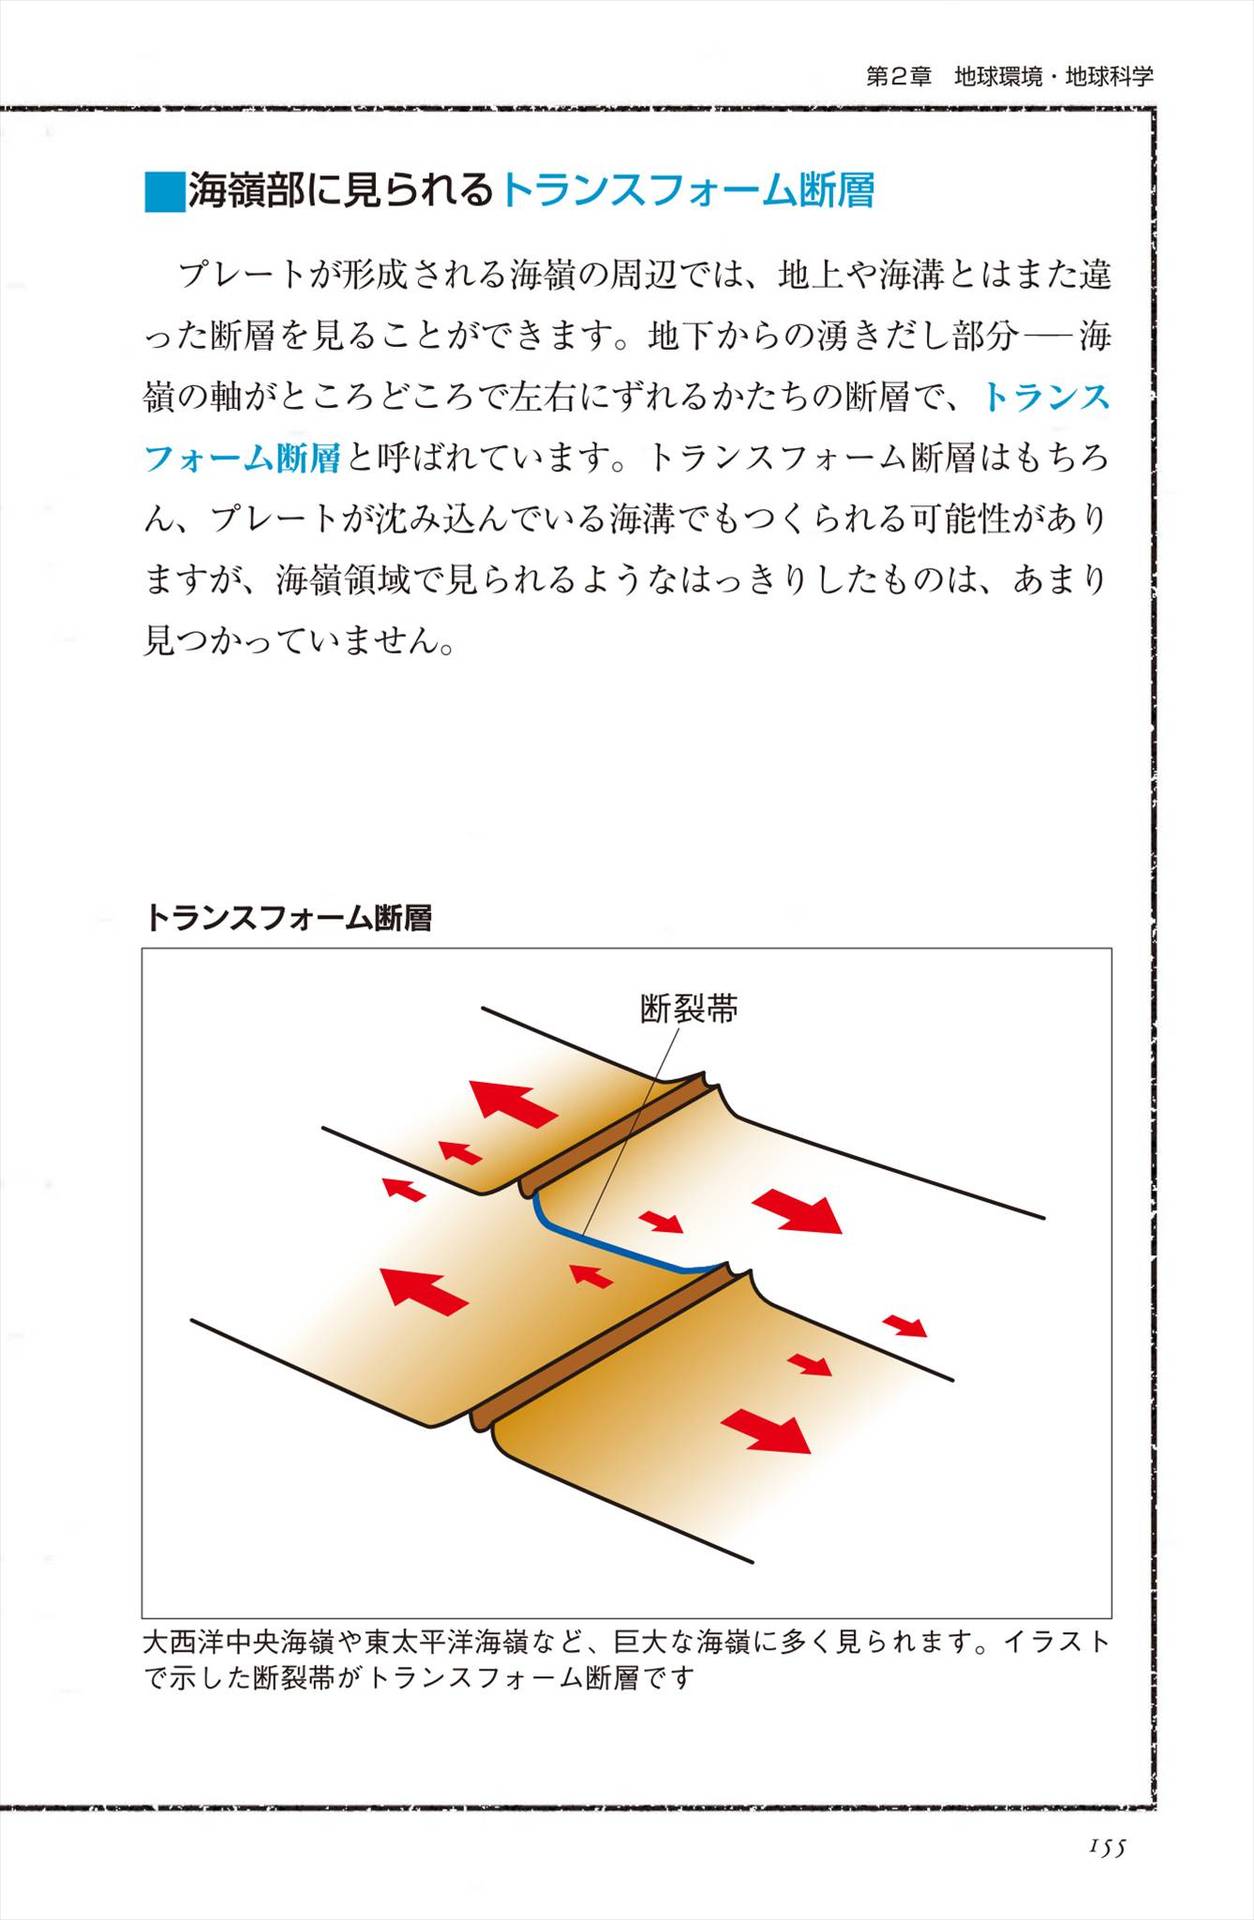 第2章 地球環境・地球科学
■海嶺部に見られるトランスフォーム断層
プレートが形成される海嶺の周辺では、地上や海溝とはまた違
った断層を見ることができます。地下からの湧きだし部分――海
嶺の軸がところどころで左右にずれるかたちの断層で、トランス
フォーム断層と呼ばれています。トランスフォーム断層はもちろ
ん、プレートが沈み込んでいる海溝でもつくられる可能性があり
ますが、海嶺領域で見られるようなはっきりしたものは、あまり
見つかっていません。
トランスフォーム断層
断裂帯
大西洋中央海嶺や東太平洋海嶺など、巨大な海嶺に多く見られます。イラスト
で示した断裂帯がトランスフォーム断層です
155